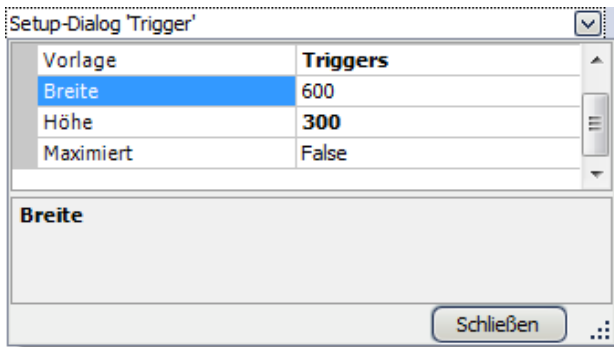 Setup-Dialog 'Trigger'
Vorlage Triggers
Breite 600
Höhe 300
Maximiert False
Breite
Schließen